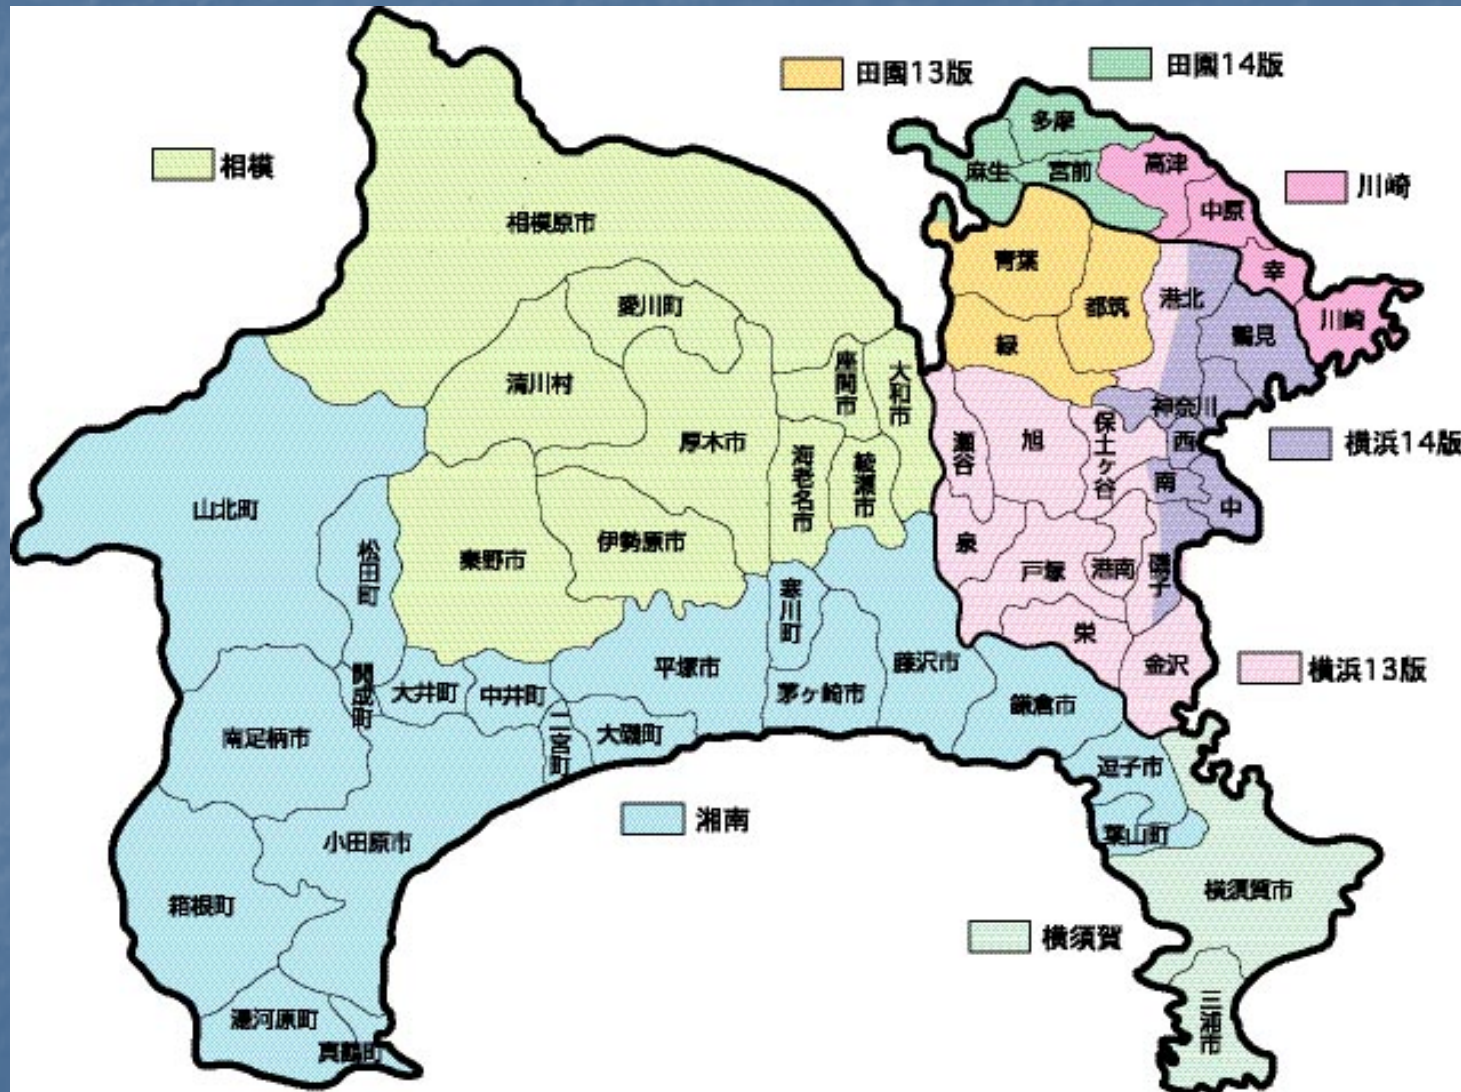 田園13版
田園14版
相模
川崎
横浜14版
横浜13版
湘南
横須賀
多摩
麻生
宮前
高津
中原
幸
川崎
青葉
都筑
緑
港北
鶴見
神奈川
西
南
中
保土ヶ谷
旭
瀬谷
泉
戸塚
港南
磯子
栄
金沢
相模原市
愛川町
清川村
厚木市
座間市
大和市
海老名市
綾瀬市
秦野市
伊勢原市
山北町
松田町
開成町
大井町
中井町
二宮町
大磯町
平塚市
寒川町
茅ヶ崎市
藤沢市
鎌倉市
逗子市
葉山町
南足柄市
小田原市
箱根町
湯河原町
真鶴町
横須賀市
三浦市